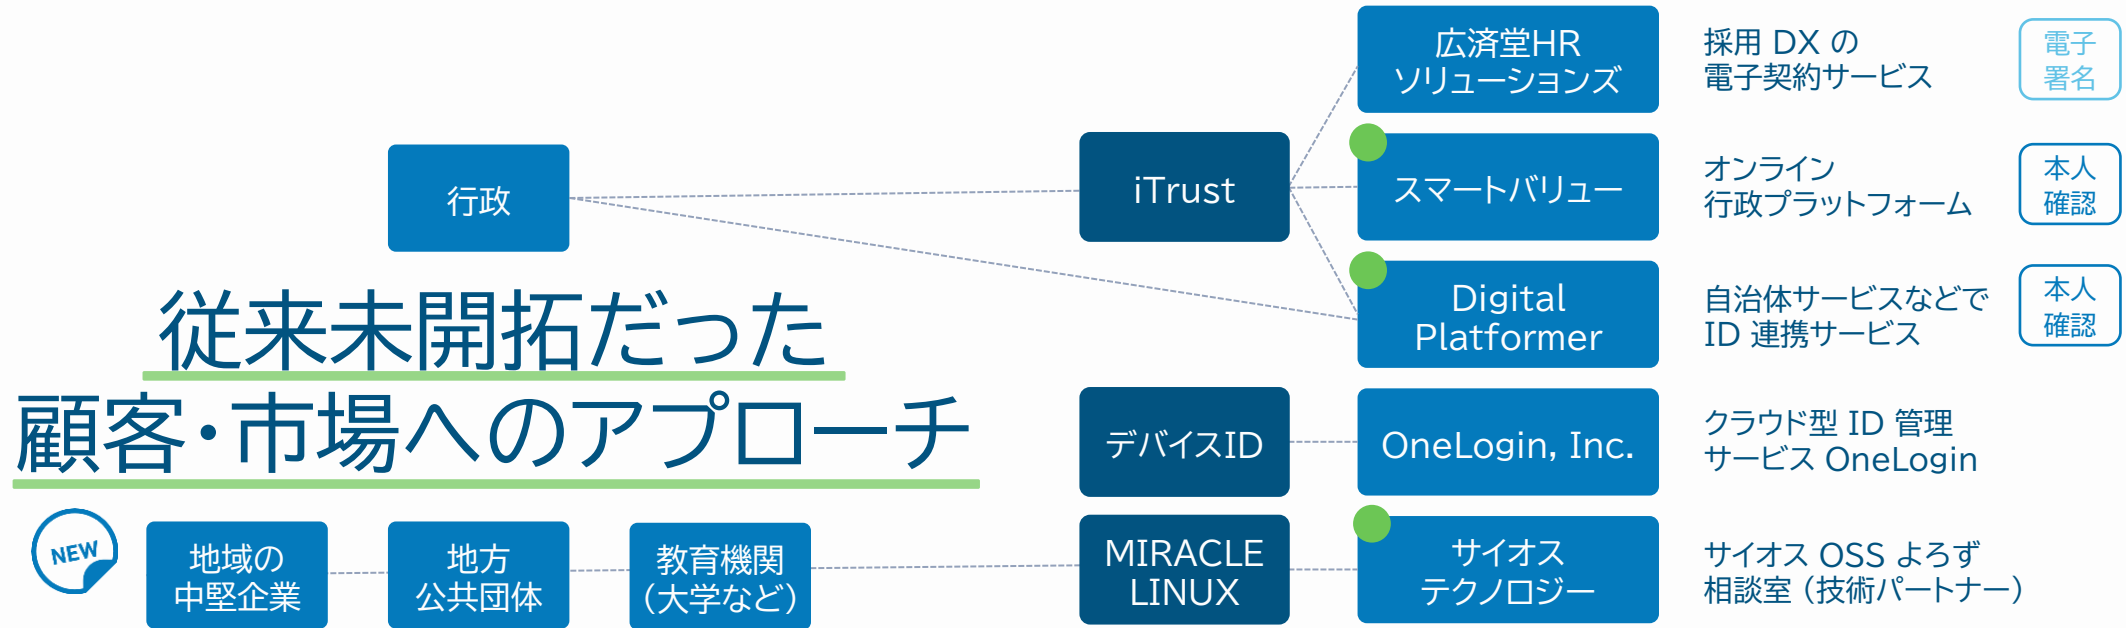 広済堂HR
ソリューションズ
採用 DX の
電子契約サービス
電子
署名
行政
iTrust
スマートバリュー
オンライン
行政プラットフォーム
本人
確認
Digital
Platformer
自治体サービスなどで
ID 連携サービス
本人
確認
従来未開拓だった
顧客・市場へのアプローチ
デバイスID
OneLogin, Inc.
クラウド型 ID 管理
サービス OneLogin
NEW
地域の
中堅企業
地方
公共団体
教育機関
（大学など）
MIRACLE
LINUX
サイオス
テクノロジー
サイオス OSS よろず
相談室（技術パートナー）